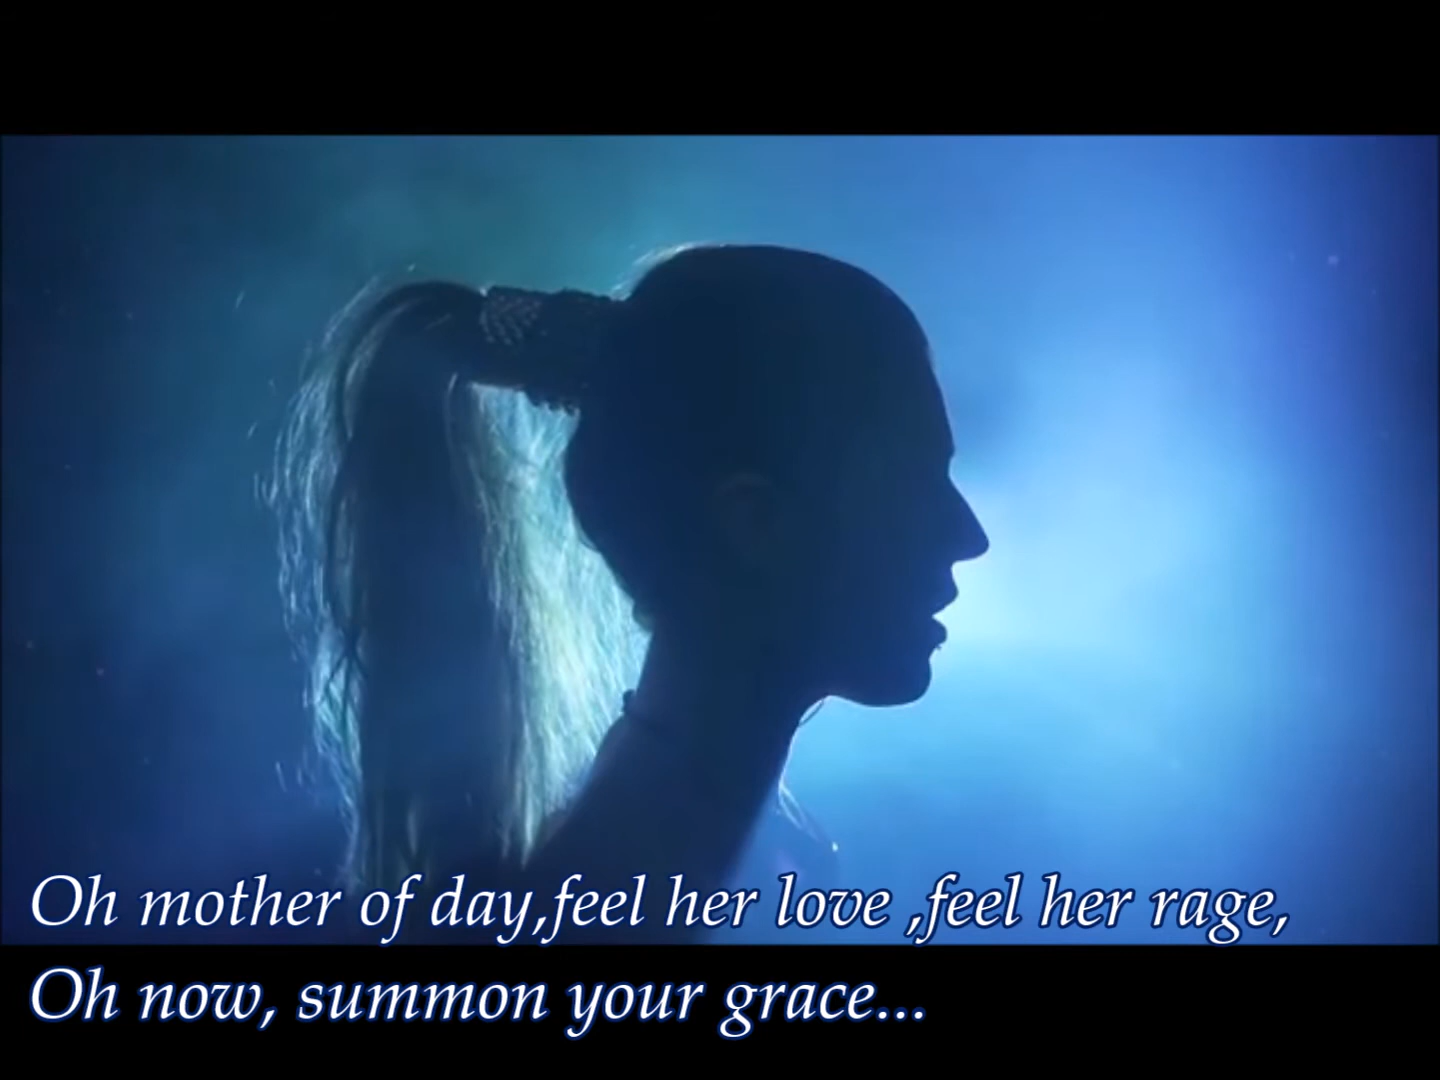 Oh mother of day,feel her love ,feel her rage,
Oh now, summon your grace...